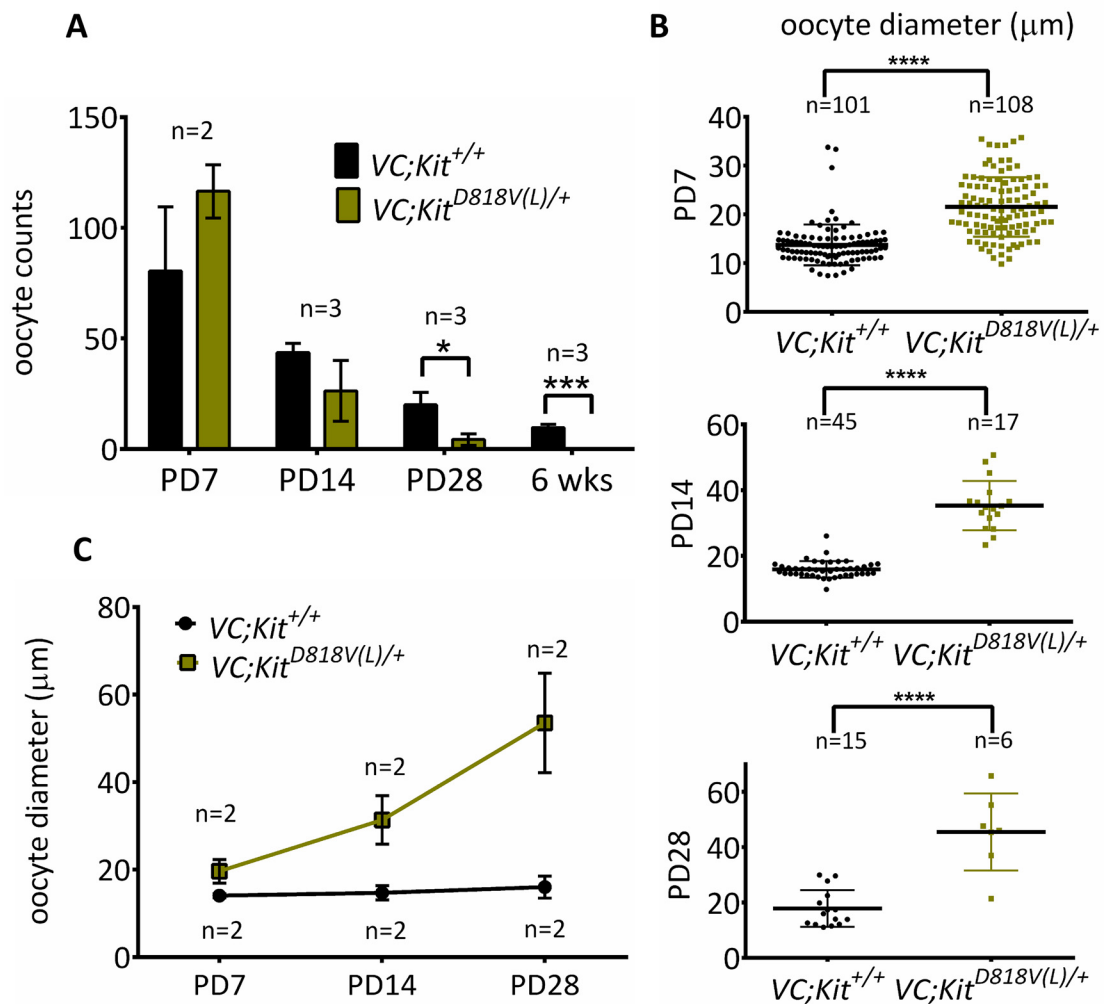 A
oocyte counts
150
100
50
0
n=2
n=3
n=3
n=3
*
***
VC;Kit+/+
VC;KitD818V(L)/+
PD7 PD14 PD28 6 wks
B
oocyte diameter (μm)
****
n=101 n=108
PD7
40
30
20
10
0
VC;Kit+/+ VC;KitD818V(L)/+
****
n=45 n=17
PD14
60
40
20
0
VC;Kit+/+ VC;KitD818V(L)/+
****
n=15 n=6
PD28
60
40
20
0
VC;Kit+/+ VC;KitD818V(L)/+
C
oocyte diameter (μm)
80
60
40
20
0
VC;Kit+/+
VC;KitD818V(L)/+
n=2
n=2
n=2
n=2 n=2 n=2
PD7 PD14 PD28